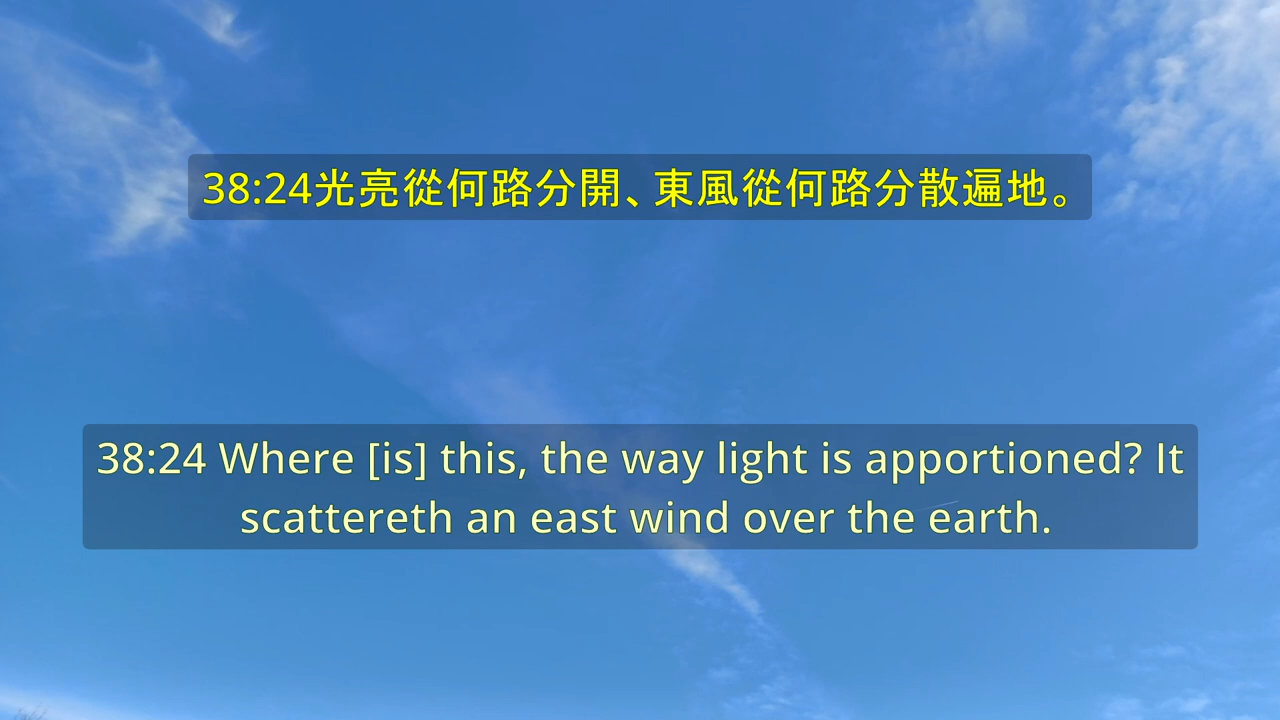 38:24光亮從何路分開、東風從何路分散遍地。
38:24 Where [is] this, the way light is apportioned? It
scattereth an east wind over the earth.